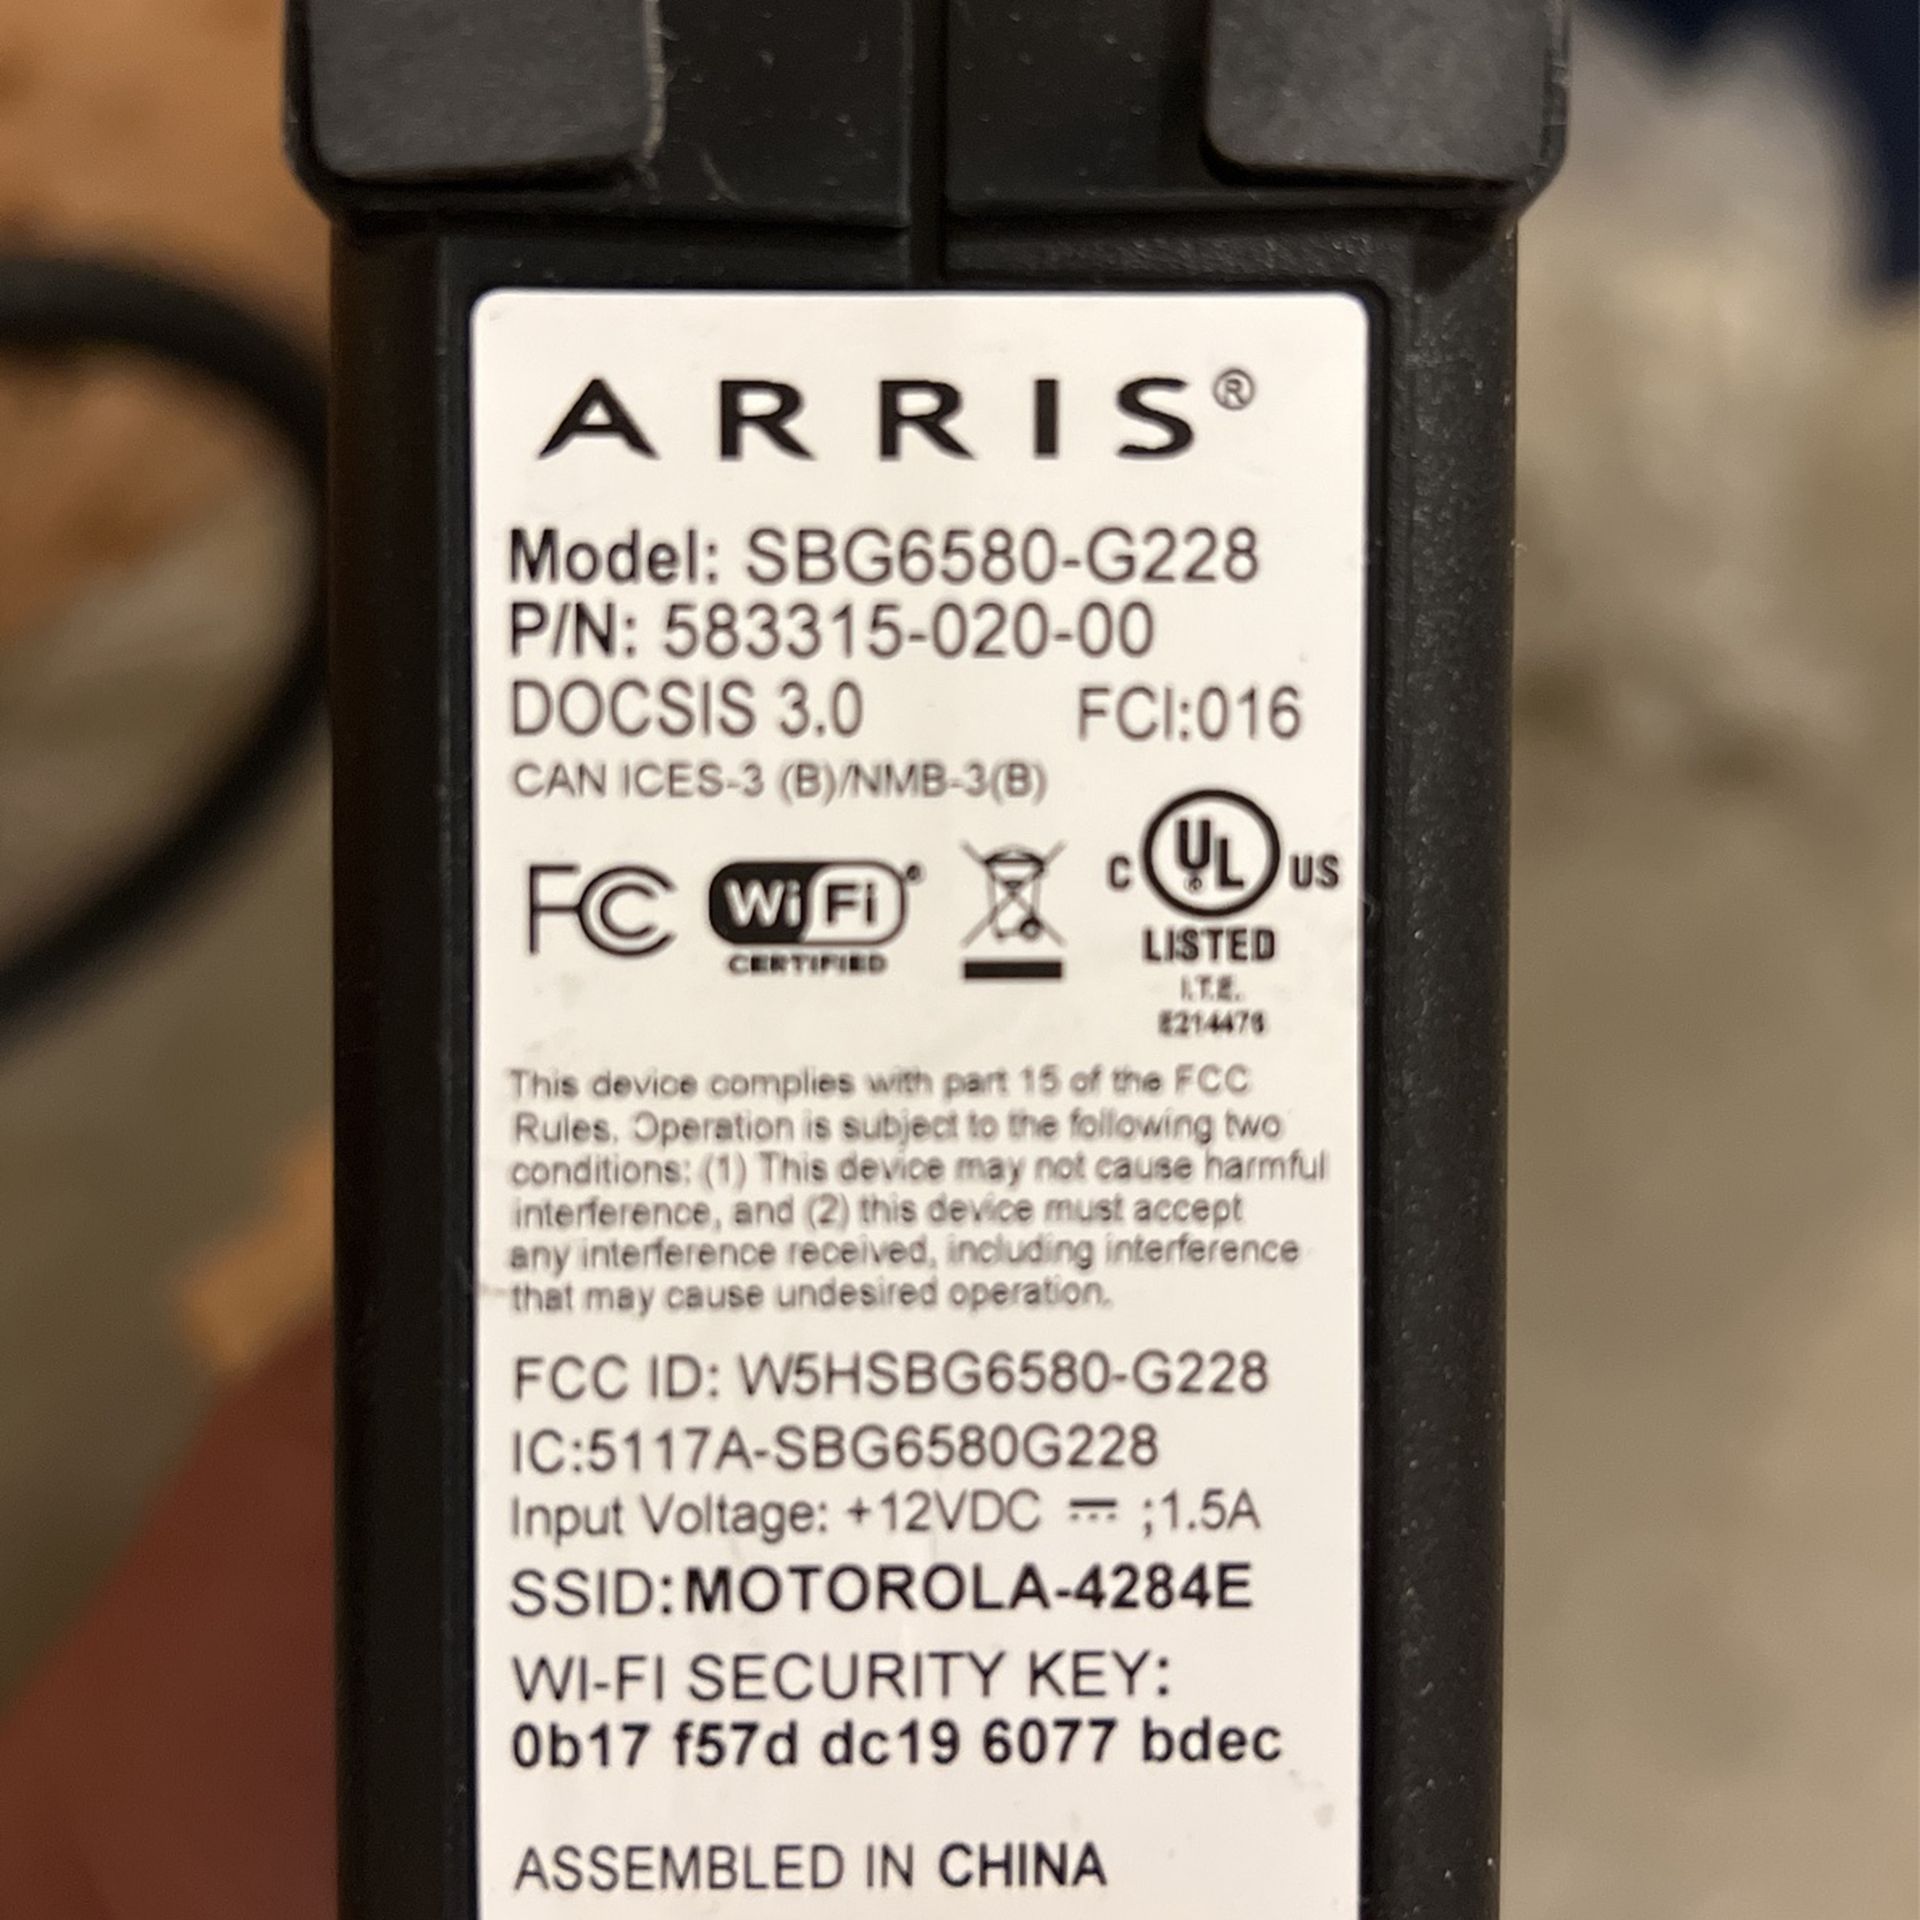 ARRIS®
Model: SBG6580-G228
P/N: 583315-020-00
DOCSIS 3.0 FCI:016
CAN ICES-3 (B)/NMB-3(B)
FC WiFi® CERTIFIED C UL® US
LISTED
I.T.E.
E214476
This device complies with part 15 of the FCC
Rules. Operation is subject to the following two
conditions: (1) This device may not cause harmful
interference, and (2) this device must accept
any interference received, including interference
that may cause undesired operation.
FCC ID: W5HSBG6580-G228
IC:5117A-SBG6580G228
Input Voltage: +12VDC ⎓ ;1.5A
SSID:MOTOROLA-4284E
WI-FI SECURITY KEY:
0b17 f57d dc19 6077 bdec
ASSEMBLED IN CHINA